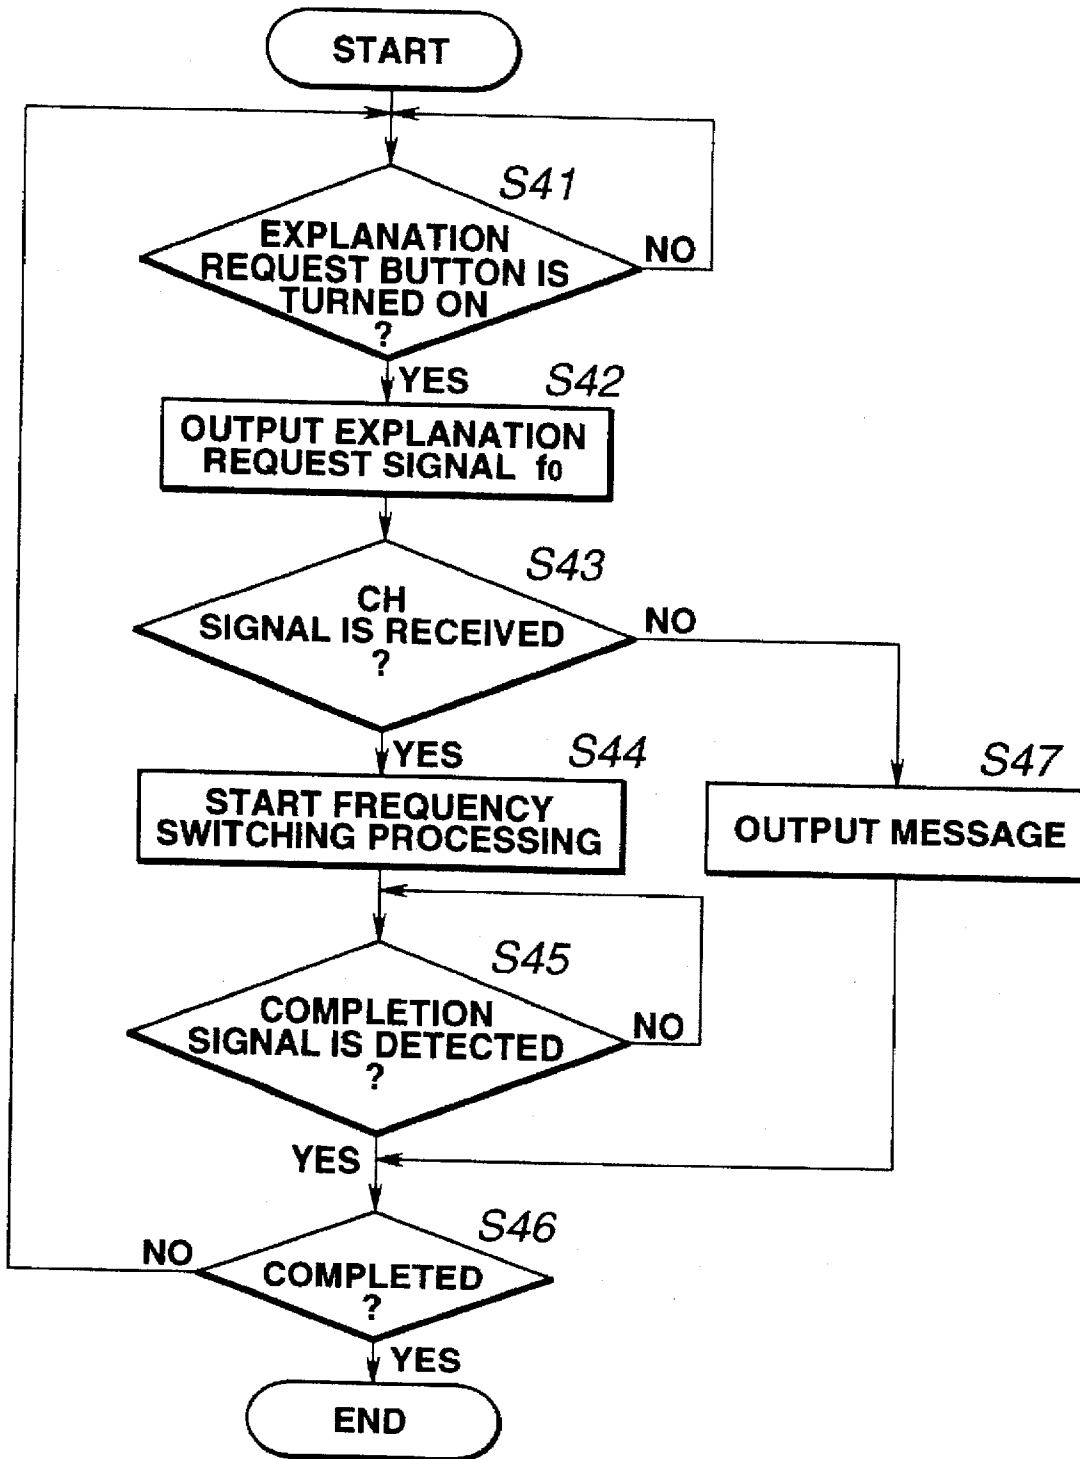 START
S41
EXPLANATION
REQUEST BUTTON IS
TURNED ON
?
NO
YES
S42
OUTPUT EXPLANATION
REQUEST SIGNAL f0
S43
CH
SIGNAL IS RECEIVED
?
NO
YES
S44
START FREQUENCY
SWITCHING PROCESSING
S47
OUTPUT MESSAGE
S45
COMPLETION
SIGNAL IS DETECTED
?
NO
YES
S46
NO
COMPLETED
?
YES
END